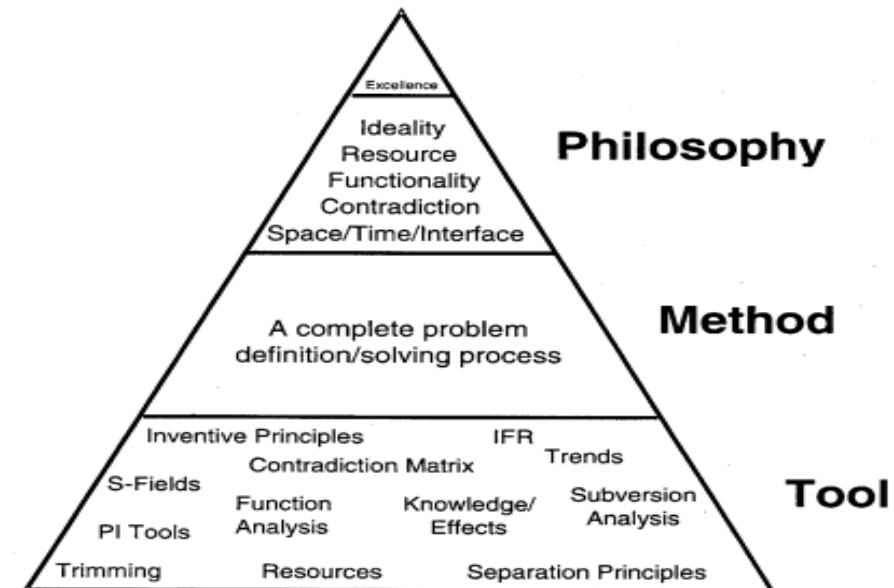 Excellence
Ideality
Resource
Functionality
Contradiction
Space/Time/Interface
Philosophy
A complete problem
definition/solving process
Method
Inventive Principles IFR
Contradiction Matrix Trends
S-Fields
Function Analysis
Knowledge/ Effects
Subversion Analysis
PI Tools
Tool
Trimming Resources Separation Principles